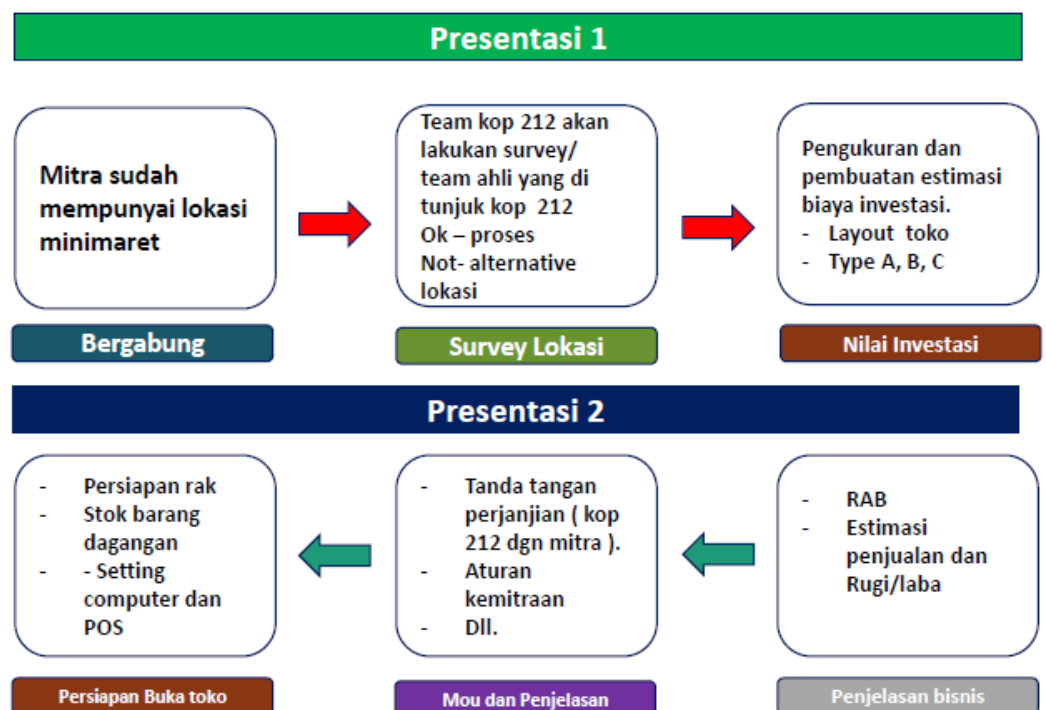 Presentasi 1
Mitra sudah
mempunyai lokasi
minimaret
Bergabung
Team kop 212 akan
lakukan survey/
team ahli yang di
tunjuk kop 212
Ok – proses
Not- alternative
lokasi
Survey Lokasi
Pengukuran dan
pembuatan estimasi
biaya investasi.
- Layout toko
- Type A, B, C
Nilai Investasi
Presentasi 2
- Persiapan rak
- Stok barang
dagangan
- - Setting
computer dan
POS
Persiapan Buka toko
- Tanda tangan
perjanjian ( kop
212 dgn mitra ).
- Aturan
kemitraan
- Dll.
Mou dan Penjelasan
- RAB
- Estimasi
penjualan dan
Rugi/laba
Penjelasan bisnis